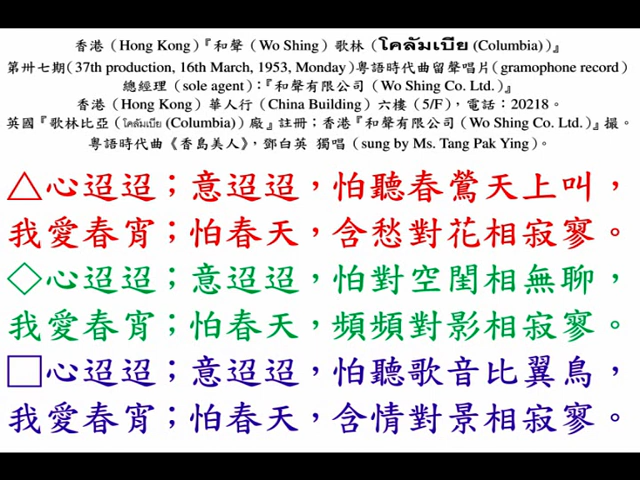 香港（Hong Kong）『和聲（Wo Shing）歌林（โคลัมเบีย (Columbia)）』
第卅七期(37th production, 16th March, 1953, Monday)粵語時代曲留聲唱片(gramophone record)
總經理（sole agent）：『和聲有限公司（Wo Shing Co. Ltd.）』
香港（Hong Kong）華人行（China Building）六樓（5/F），電話：20218。
英國『歌林比亞（โคลัมเบีย (Columbia)）廠』註冊；香港『和聲有限公司（Wo Shing Co. Ltd.）』撮。
粵語時代曲《香島美人》，鄧白英 獨唱（sung by Ms. Tang Pak Ying）。
△心迢迢；意迢迢，怕聽春鶯天上叫，
我愛春宵；怕春天，含愁對花相寂寥。
◇心迢迢；意迢迢，怕對空閨相無聊，
我愛春宵；怕春天，頻頻對影相寂寥。
□心迢迢；意迢迢，怕聽歌音比翼鳥，
我愛春宵；怕春天，含情對景相寂寥。